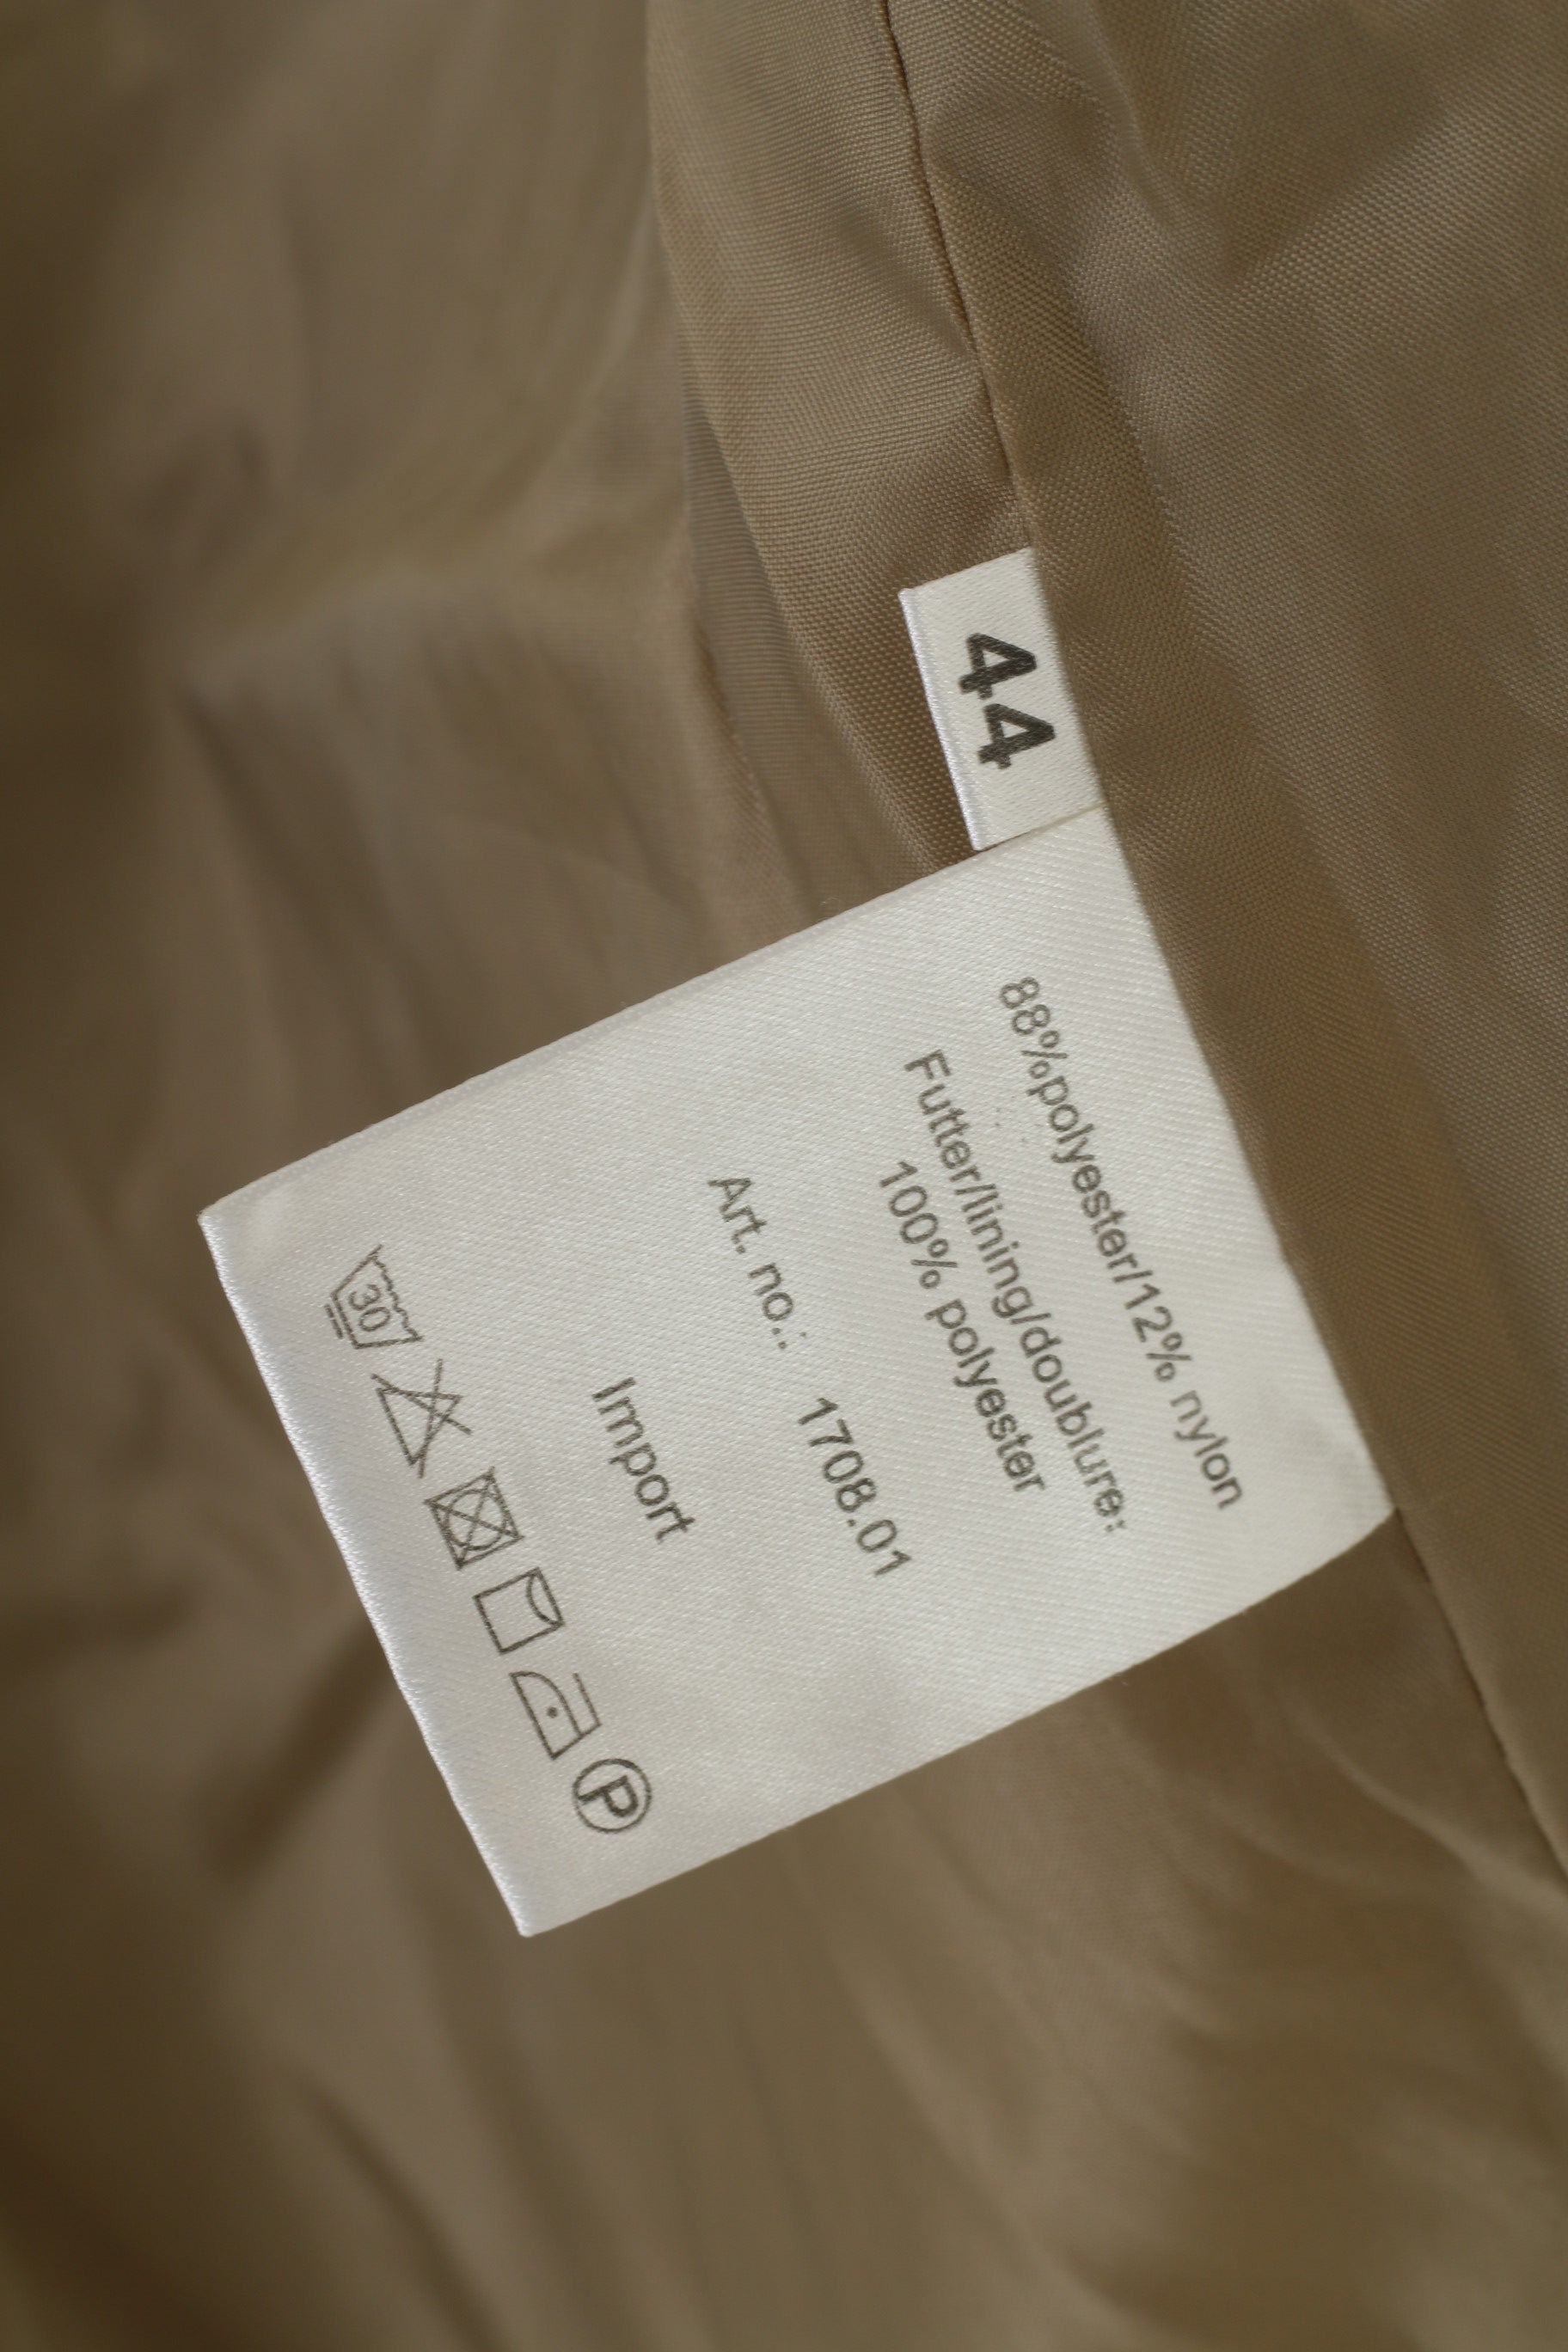 44
88%polyester/12% nylon
Futter/lining/doublure:
100% polyester
Art. no.: 1708.01
Import
30
P